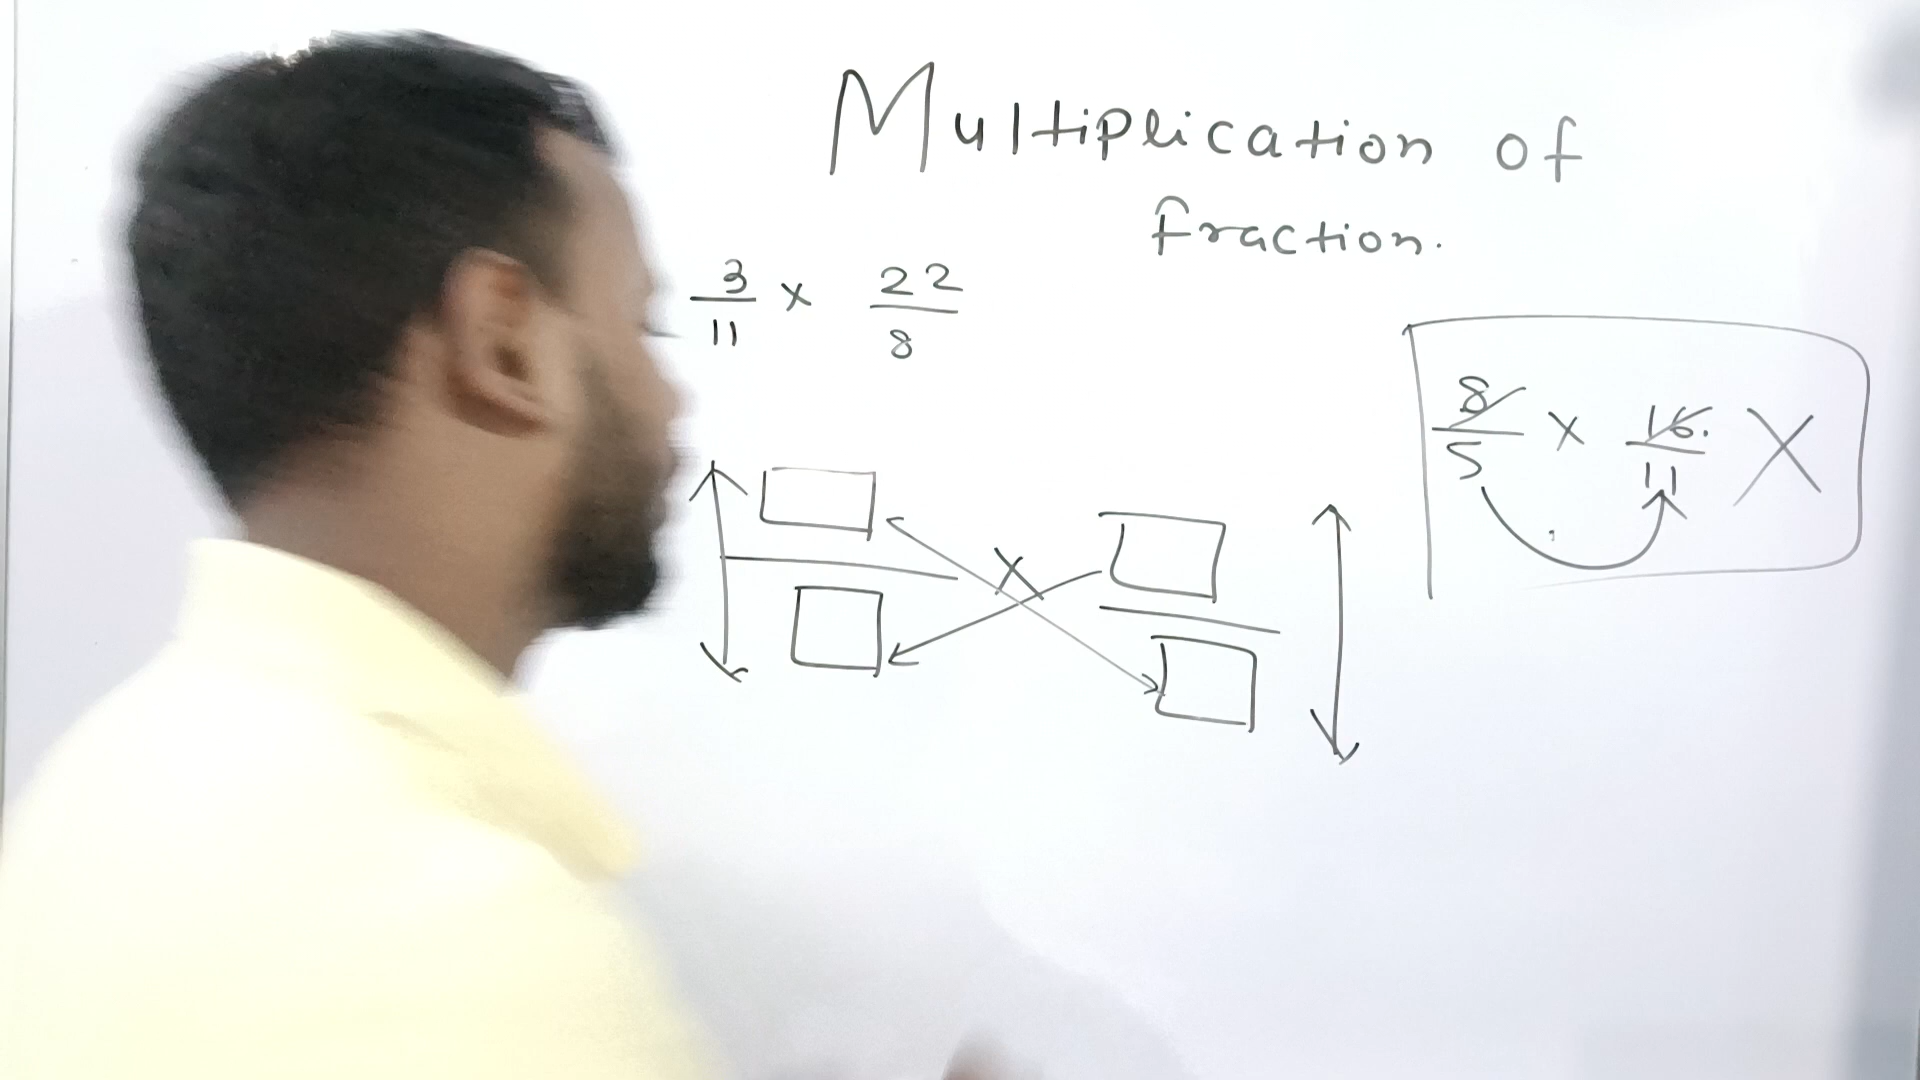 Multiplication of
fraction.
3/11 × 22/8
8/5 × 16/11 ×
×